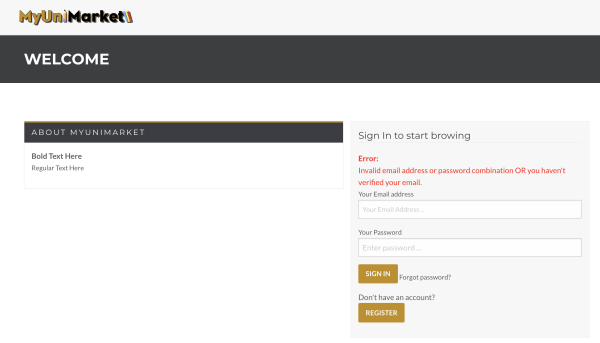 MyUniMarket
WELCOME
ABOUT MYUNIMARKET
Bold Text Here
Regular Text Here
Sign In to start browing
Error:
Invalid email address or password combination OR you haven't
verified your email.
Your Email address
Your Email Address ...
Your Password
Enter password ...
SIGN IN Forgot password?
Don't have an account?
REGISTER